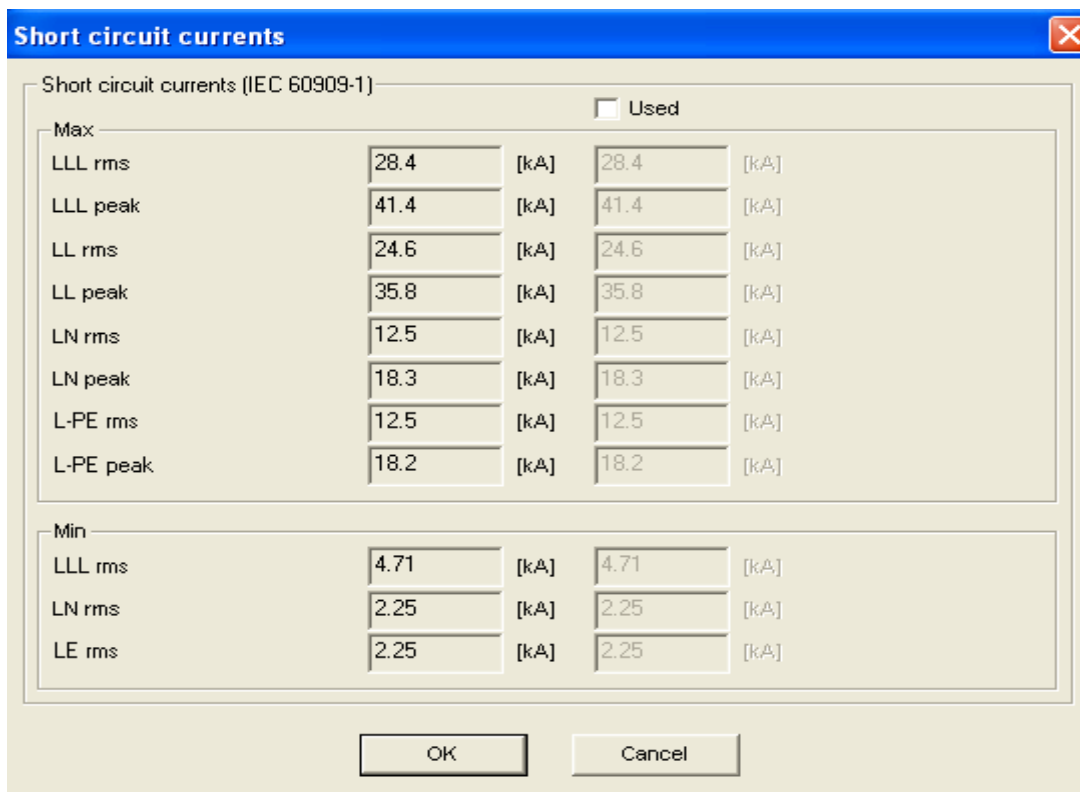 Short circuit currents
Short circuit currents (IEC 60909-1)
Used
Max
LLL rms 28.4 [kA] 28.4 [kA]
LLL peak 41.4 [kA] 41.4 [kA]
LL rms 24.6 [kA] 24.6 [kA]
LL peak 35.8 [kA] 35.8 [kA]
LN rms 12.5 [kA] 12.5 [kA]
LN peak 18.3 [kA] 18.3 [kA]
L-PE rms 12.5 [kA] 12.5 [kA]
L-PE peak 18.2 [kA] 18.2 [kA]
Min
LLL rms 4.71 [kA] 4.71 [kA]
LN rms 2.25 [kA] 2.25 [kA]
LE rms 2.25 [kA] 2.25 [kA]
OK Cancel